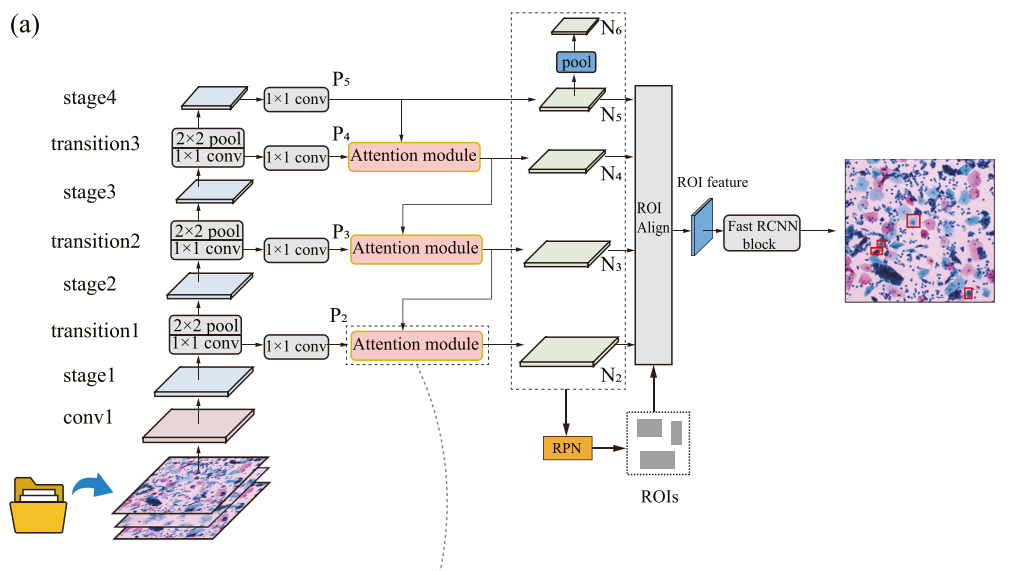 (a)
N₆
pool
P₅
stage4
1×1 conv
N₅
transition3
2×2 pool
1×1 conv
1×1 conv
P₄
Attention module
N₄
stage3
ROI feature
transition2
2×2 pool
1×1 conv
1×1 conv
P₃
Attention module
N₃
ROI
Align
Fast RCNN
block
stage2
transition1
2×2 pool
1×1 conv
1×1 conv
P₂
Attention module
N₂
stage1
conv1
RPN
ROIs